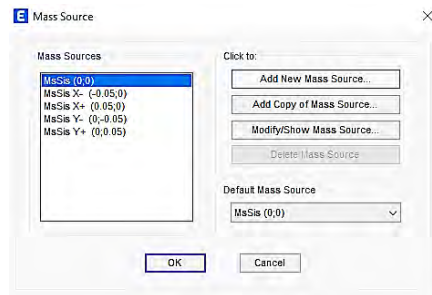 E Mass Source
Mass Sources
MsSis (0;0)
MsSis X- (-0.05;0)
MsSis X+ (0.05;0)
MsSis Y- (0;-0.05)
MsSis Y+ (0;0.05)
Click to:
Add New Mass Source...
Add Copy of Mass Source...
Modify/Show Mass Source...
Delete Mass Source
Default Mass Source
MsSis (0;0)
OK
Cancel